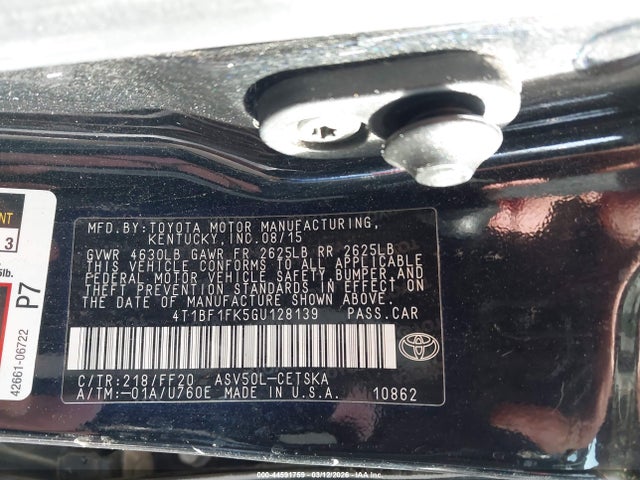 MFD.BY:TOYOTA MOTOR MANUFACTURING,
KENTUCKY, INC.08/15
GVWR 4630LB GAWR FR 2625LB RR 2625LB
THIS VEHICLE CONFORMS TO ALL APPLICABLE
FEDERAL MOTOR VEHICLE SAFETY, BUMPER,AND
THEFT PREVENTION STANDARDS IN EFFECT ON
THE DATE OF MANUFACTURE SHOWN ABOVE.
4T1BF1FK5GU128139 PASS.CAR
C/TR:218/FF20 ASV50L-CETSKA
A/TM:-01A/U760E MADE IN U.S.A. 10862
NT
3
lb.
P7
42661-06722
000-44591759 - 03/12/2026 - IAA Inc.